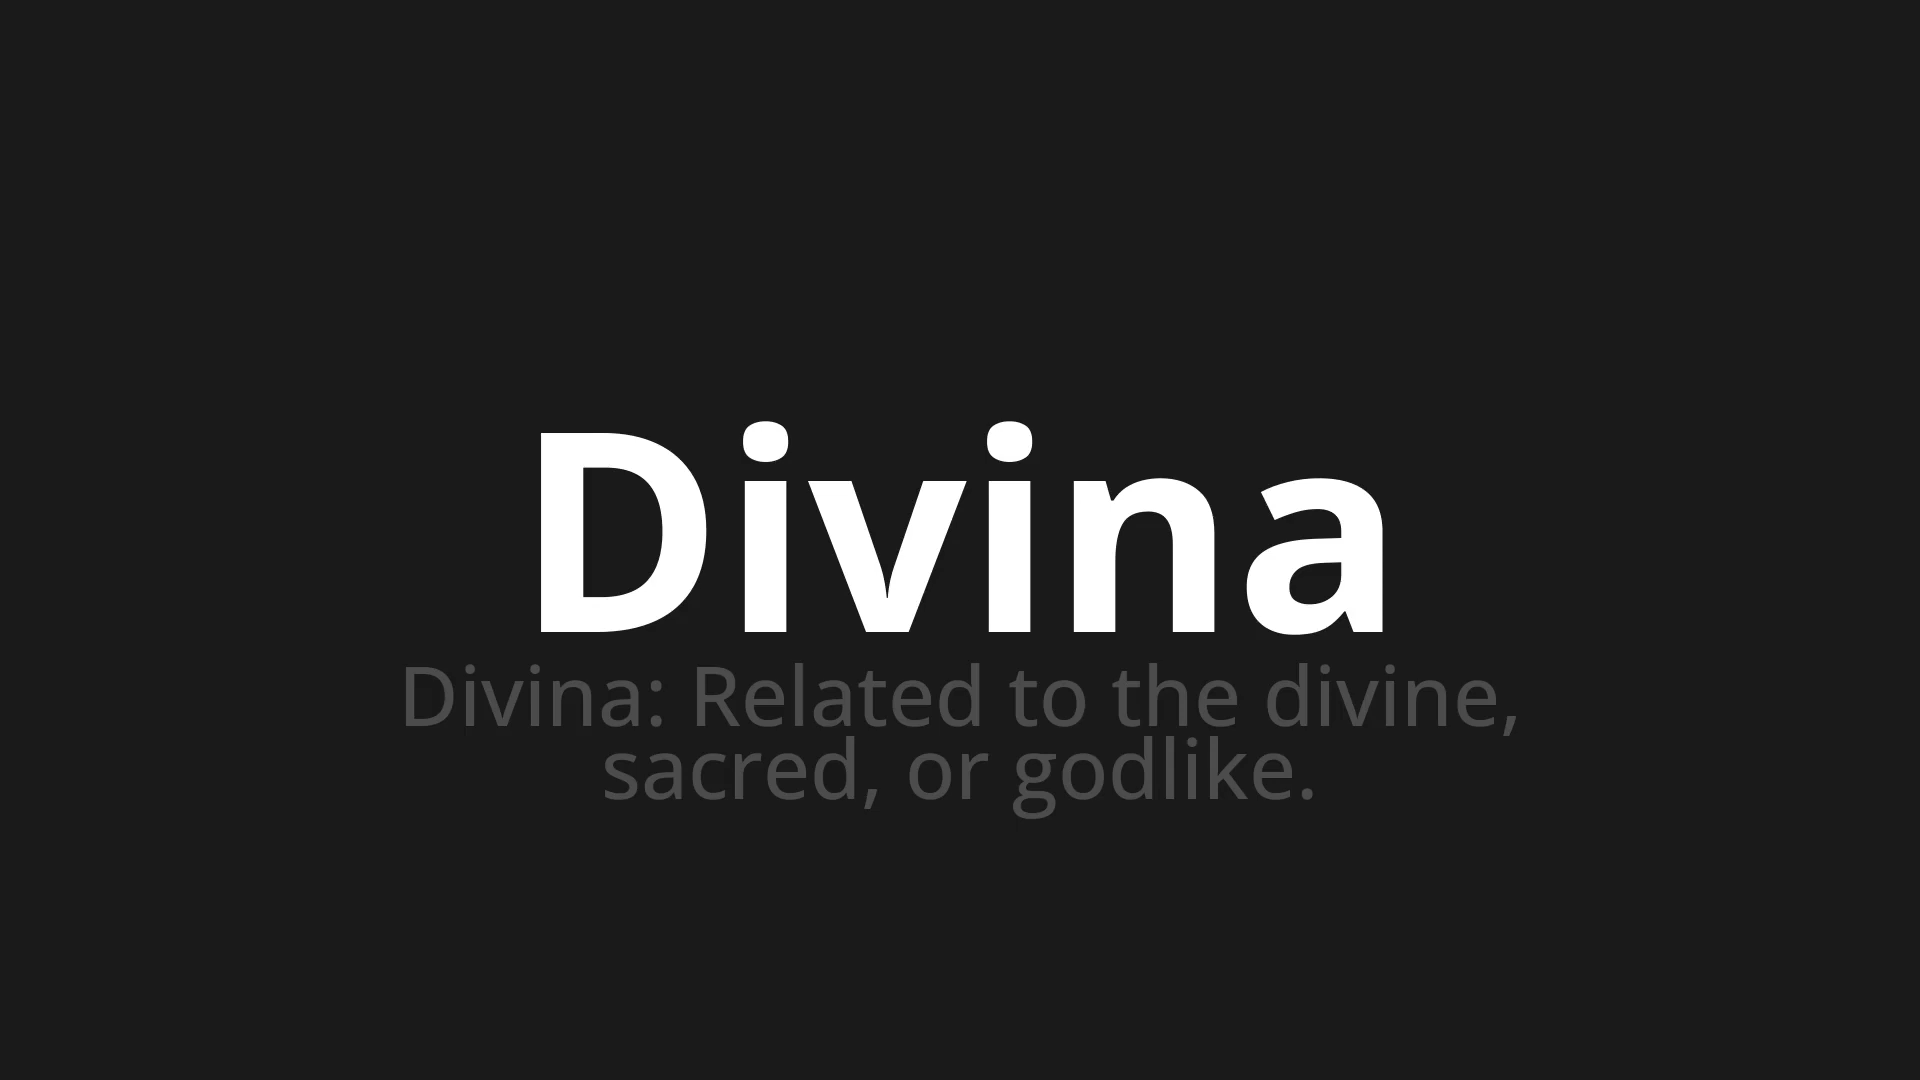 Divina
Divina: Related to the divine,
sacred, or godlike.